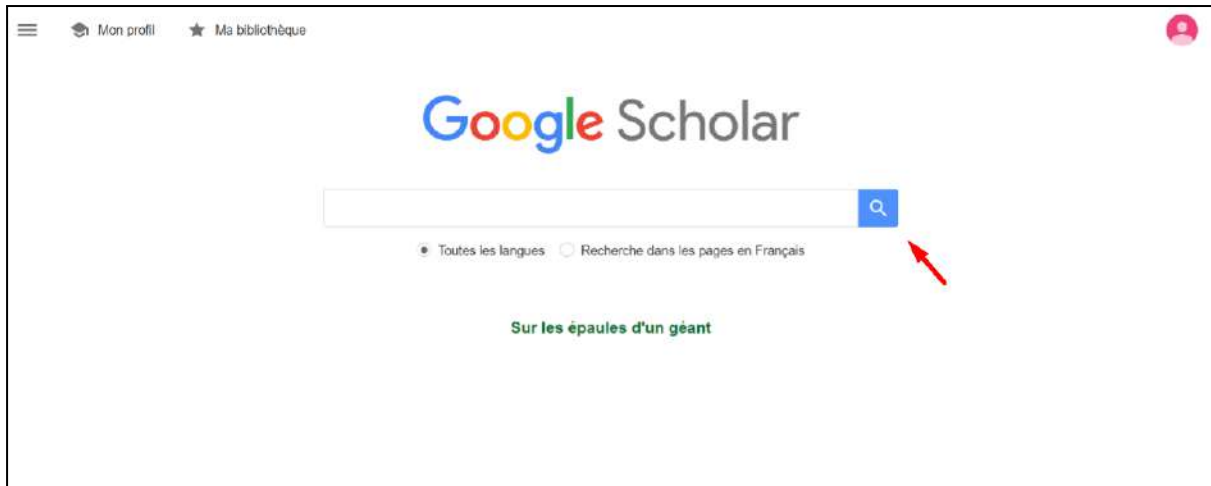 Mon profil Ma bibliothèque
Google Scholar
Toutes les langues Recherche dans les pages en Français
Sur les épaules d'un géant